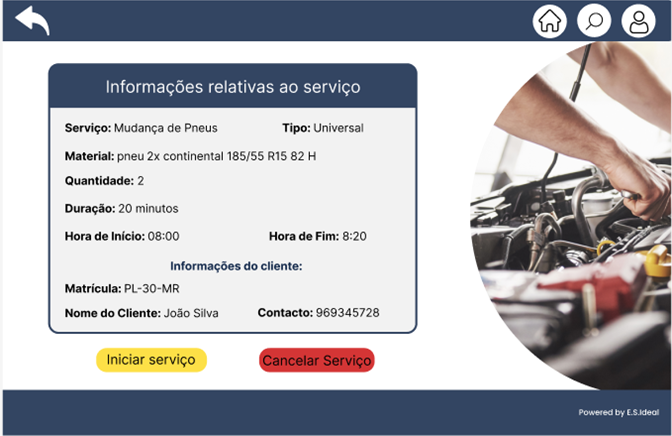 Informações relativas ao serviço
Serviço: Mudança de Pneus Tipo: Universal
Material: pneu 2x continental 185/55 R15 82 H
Quantidade: 2
Duração: 20 minutos
Hora de Início: 08:00 Hora de Fim: 8:20
Informações do cliente:
Matrícula: PL-30-MR
Nome do Cliente: João Silva Contacto: 969345728
Iniciar serviço Cancelar Serviço
Powered by E.S.Ideal